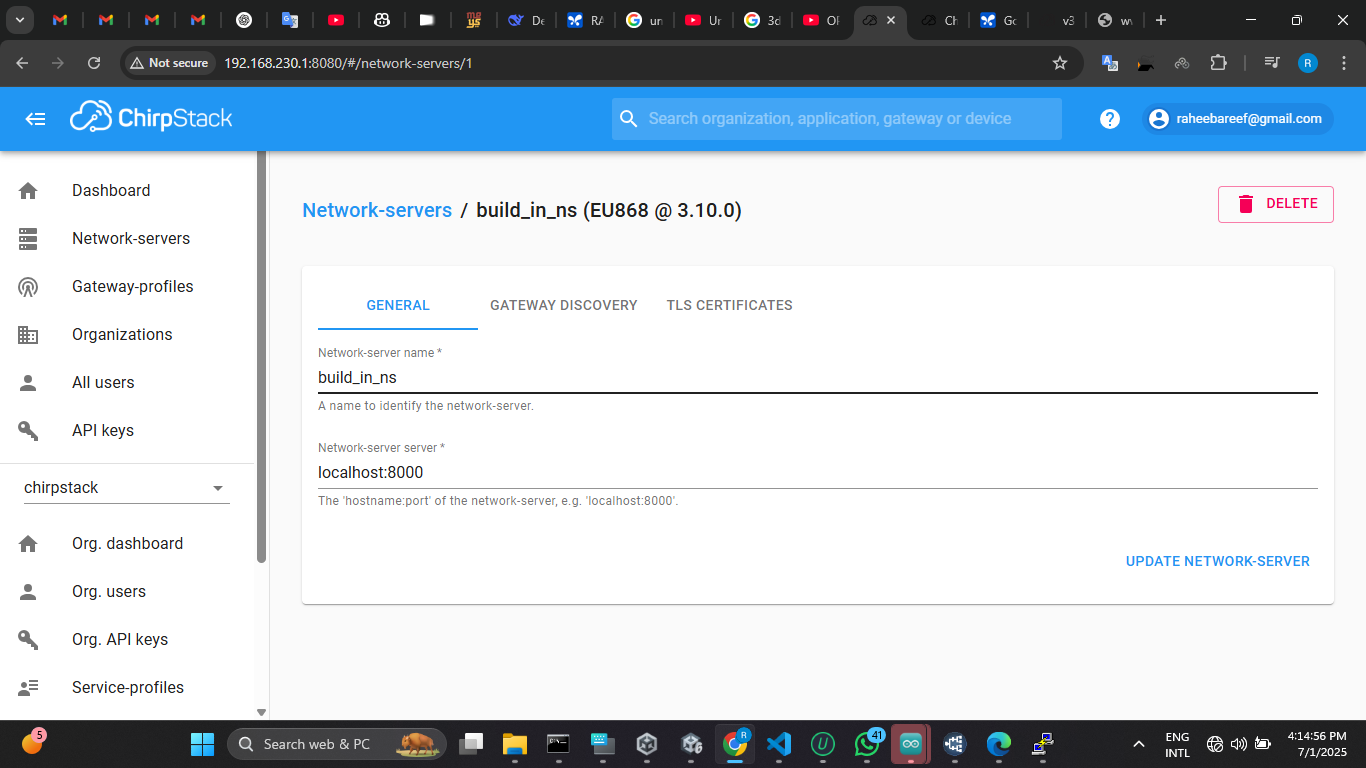 De
RA
un
Ur
3d
Of
Ch
Gc
v3
wv
Not secure
192.168.230.1:8080/#/network-servers/1
R
ChirpStack
Search organization, application, gateway or device
raheebareef@gmail.com
Dashboard
Network-servers
Gateway-profiles
Organizations
All users
API keys
chirpstack
Org. dashboard
Org. users
Org. API keys
Service-profiles
Network-servers / build_in_ns (EU868 @ 3.10.0)
DELETE
GENERAL GATEWAY DISCOVERY TLS CERTIFICATES
Network-server name *
build_in_ns
A name to identify the network-server.
Network-server server *
localhost:8000
The 'hostname:port' of the network-server, e.g. 'localhost:8000'.
UPDATE NETWORK-SERVER
5
Search web & PC
R
41
ENG
INTL
4:14:56 PM
7/1/2025